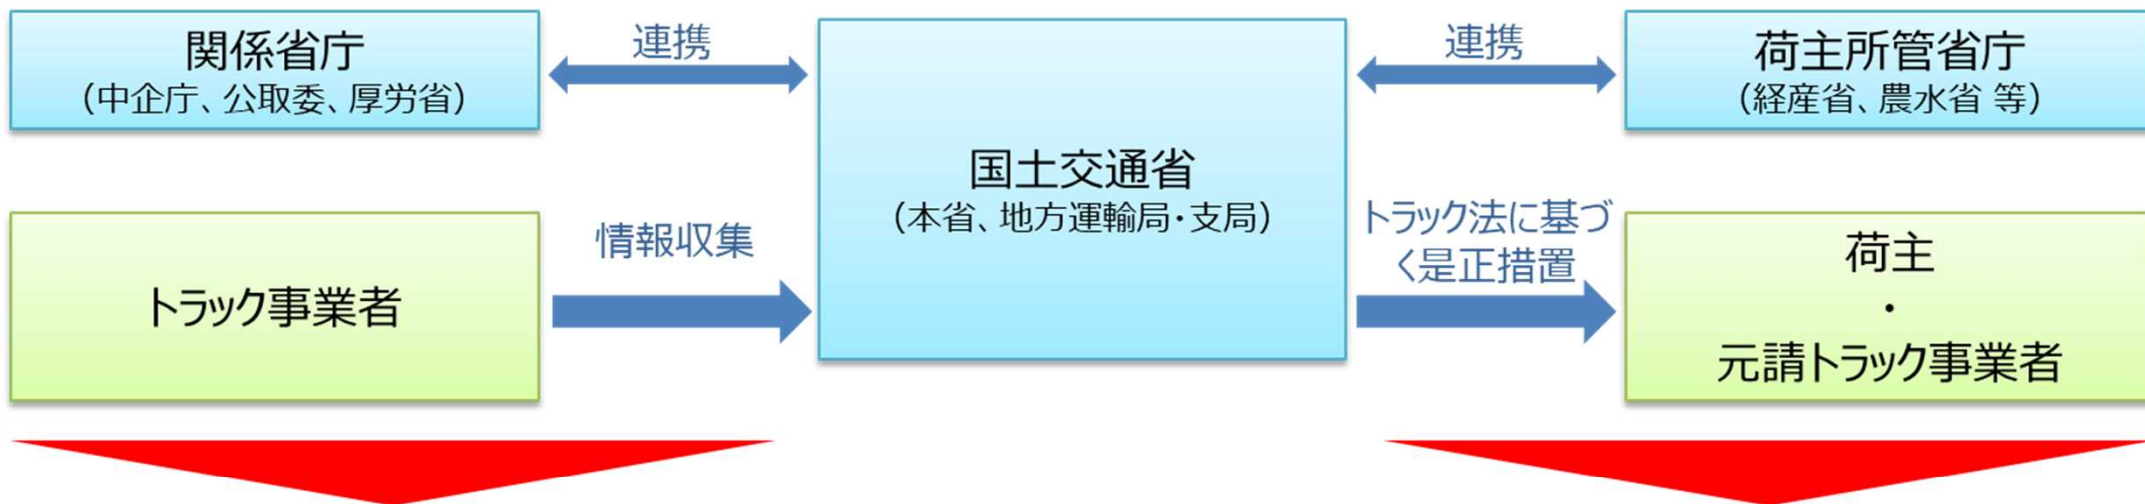 関係省庁
（中企庁、公取委、厚労省）
連携
国土交通省
（本省、地方運輸局・支局）
連携
荷主所管省庁
（経産省、農水省 等）
トラック事業者
情報収集
トラック法に基づ
く是正措置
荷主
・
元請トラック事業者